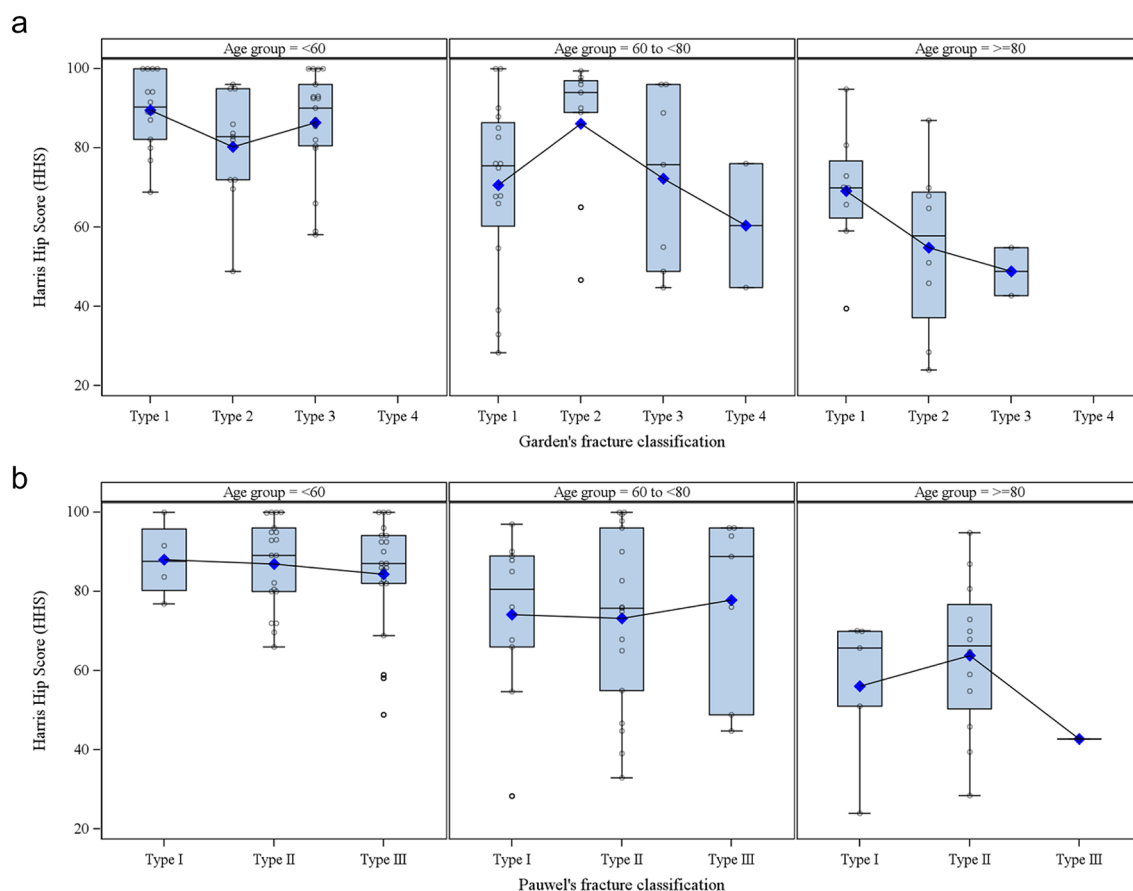 a
Age group = <60
Age group = 60 to <80
Age group = >=80
Harris Hip Score (HHS)
100
80
60
40
20
Type 1 Type 2 Type 3 Type 4
Type 1 Type 2 Type 3 Type 4
Type 1 Type 2 Type 3 Type 4
Garden's fracture classification
b
Age group = <60
Age group = 60 to <80
Age group = >=80
Harris Hip Score (HHS)
100
80
60
40
20
Type I Type II Type III
Type I Type II Type III
Type I Type II Type III
Pauwel's fracture classification